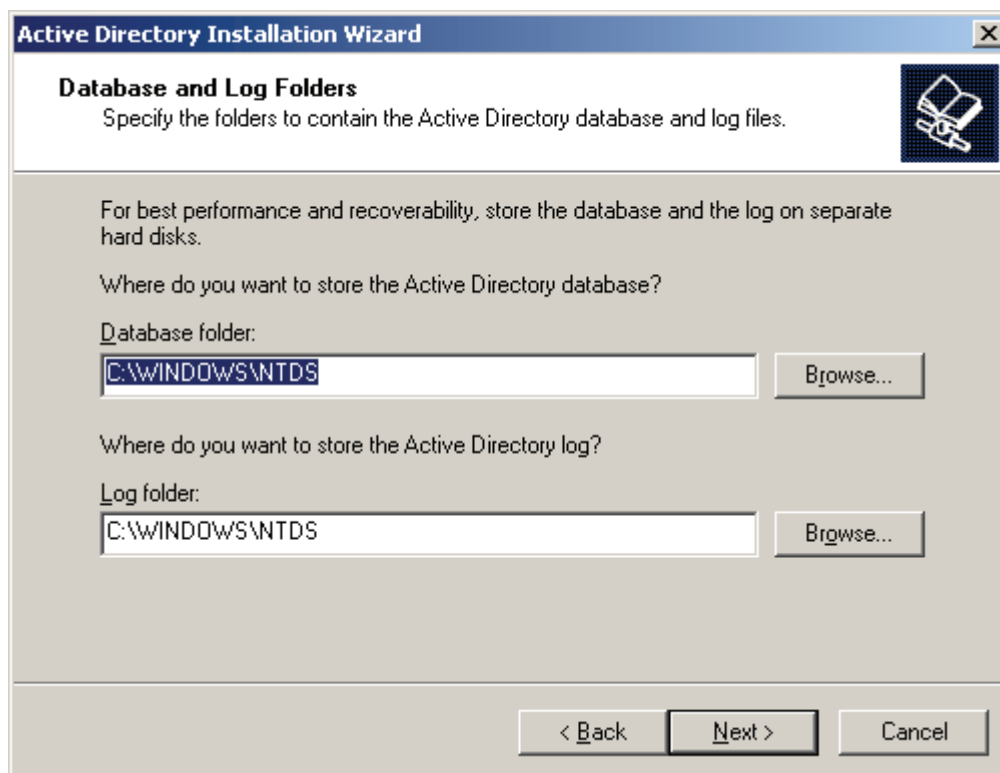 Active Directory Installation Wizard
Database and Log Folders
Specify the folders to contain the Active Directory database and log files.
For best performance and recoverability, store the database and the log on separate
hard disks.
Where do you want to store the Active Directory database?
Database folder:
C:\WINDOWS\NTDS
Browse...
Where do you want to store the Active Directory log?
Log folder:
C:\WINDOWS\NTDS
Browse...
< Back
Next >
Cancel